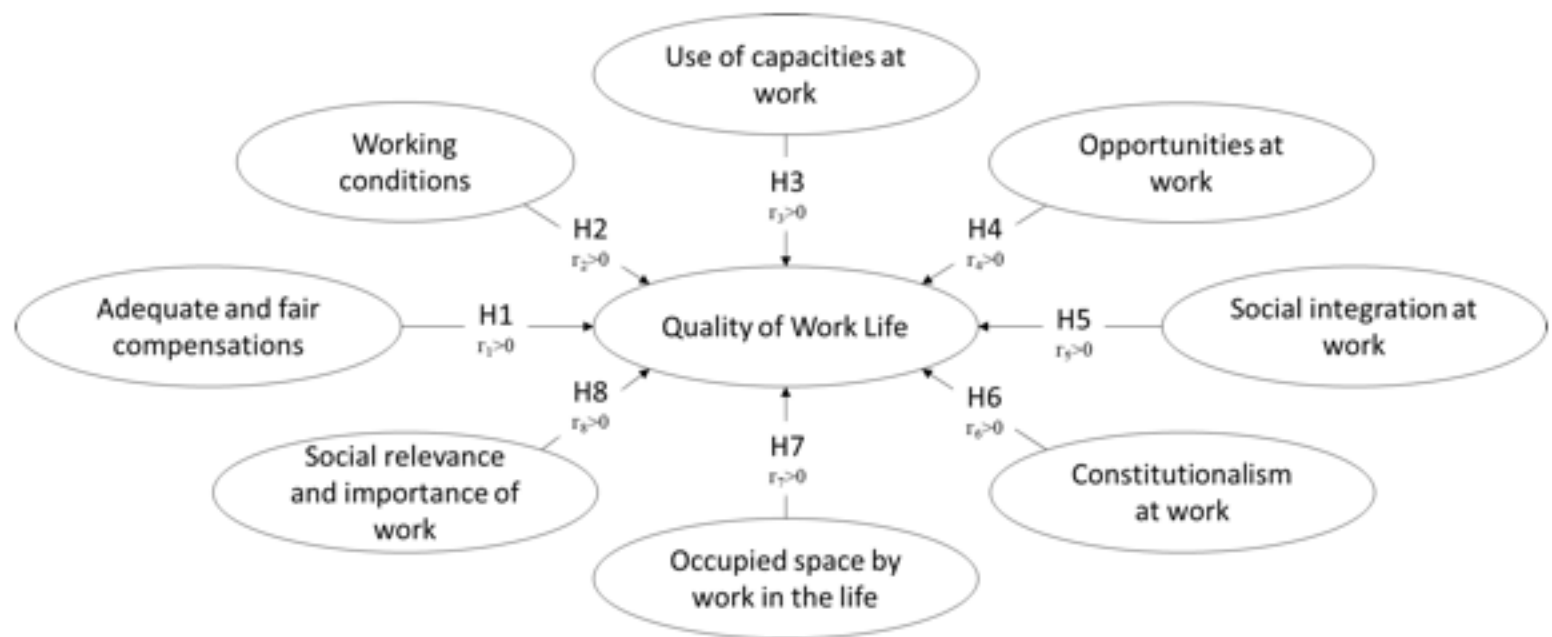 Use of capacities at
work
Working
conditions
Opportunities at
work
H3
r₃>0
H2
r₂>0
H4
r₄>0
Adequate and fair
compensations
H1
r₁>0
Quality of Work Life
H5
r₅>0
Social integration at
work
H8
r₈>0
H6
r₆>0
H7
r₇>0
Social relevance
and importance of
work
Constitutionalism
at work
Occupied space by
work in the life